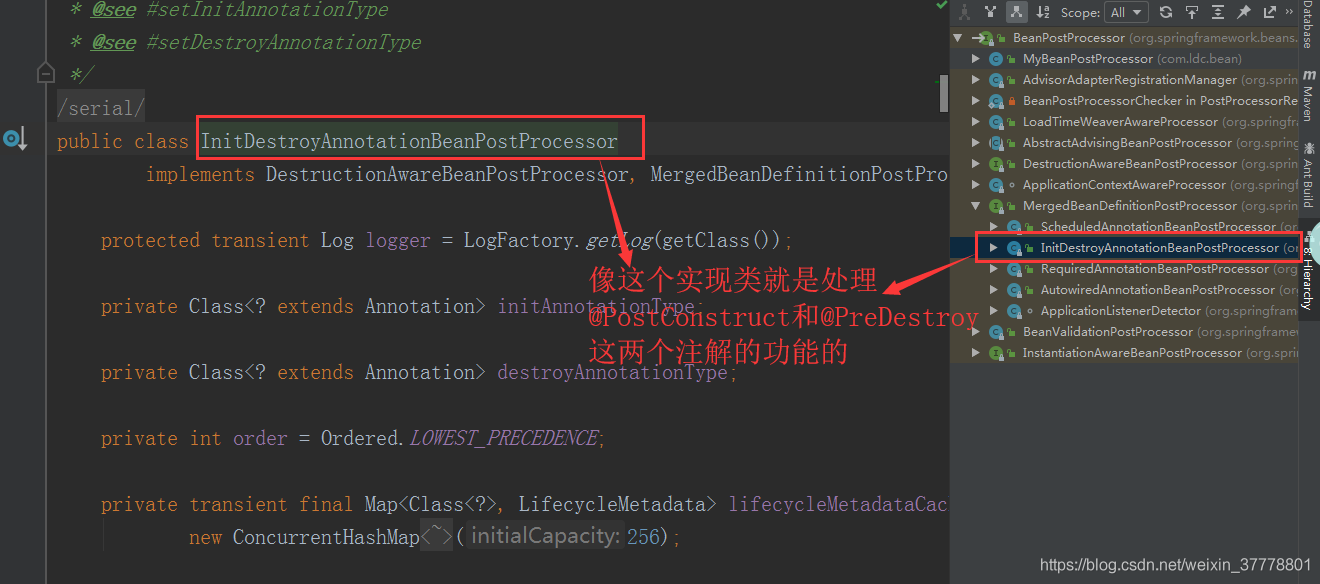 * @see #setInitAnnotationType
* @see #setDestroyAnnotationType
*/
/serial/
public class InitDestroyAnnotationBeanPostProcessor
implements DestructionAwareBeanPostProcessor, MergedBeanDefinitionPostPro
protected transient Log logger = LogFactory.getLog(getClass());
private Class<? extends Annotation> initAnnotationType;
private Class<? extends Annotation> destroyAnnotationType;
private int order = Ordered.LOWEST_PRECEDENCE;
private transient final Map<Class<?>, LifecycleMetadata> lifecycleMetadataCac
new ConcurrentHashMap<~>( initialCapacity: 256);
像这个实现类就是处理
@PostConstruct和@PreDestroy
这两个注解的功能的
Scope: All
BeanPostProcessor (org.springframework.beans.
MyBeanPostProcessor (com.ldc.bean)
AdvisorAdapterRegistrationManager (org.sprin
BeanPostProcessorChecker in PostProcessorRe
LoadTimeWeaverAwareProcessor (org.springf
AbstractAdvisingBeanPostProcessor (org.sprin
DestructionAwareBeanPostProcessor (org.spri
ApplicationContextAwareProcessor (org.spring
MergedBeanDefinitionPostProcessor (org.spri
ScheduledAnnotationBeanPostProcessor (org
InitDestroyAnnotationBeanPostProcessor (or
RequiredAnnotationBeanPostProcessor (org
AutowiredAnnotationBeanPostProcessor (org
ApplicationListenerDetector (org.springfram
BeanValidationPostProcessor (org.springframew
InstantiationAwareBeanPostProcessor (org.spri
Database
m Maven
Ant Build
8: Hierarchy
https://blog.csdn.net/weixin_37778801